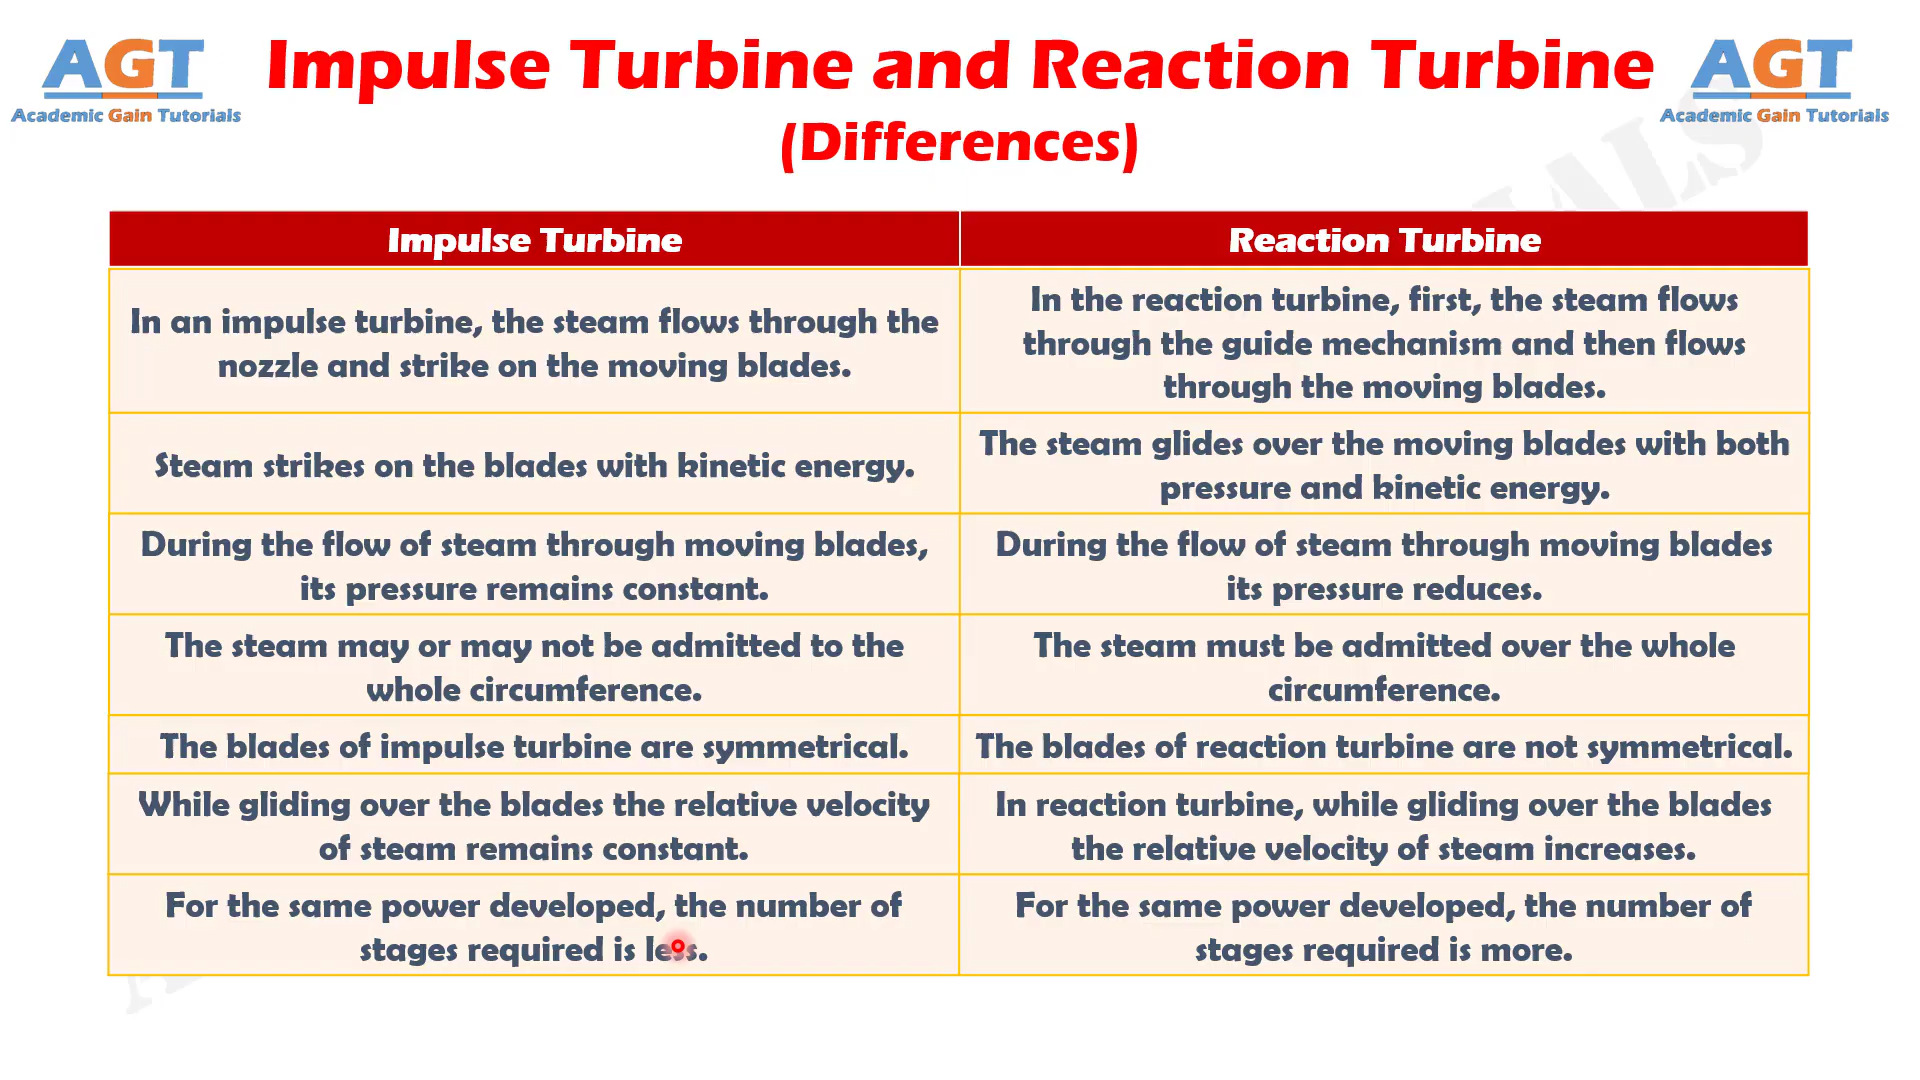 AGT
Academic Gain Tutorials
Impulse Turbine and Reaction Turbine
(Differences)
AGT
Academic Gain Tutorials
Impulse Turbine
Reaction Turbine
In an impulse turbine, the steam flows through the
nozzle and strike on the moving blades.
In the reaction turbine, first, the steam flows
through the guide mechanism and then flows
through the moving blades.
Steam strikes on the blades with kinetic energy.
The steam glides over the moving blades with both
pressure and kinetic energy.
During the flow of steam through moving blades,
its pressure remains constant.
During the flow of steam through moving blades
its pressure reduces.
The steam may or may not be admitted to the
whole circumference.
The steam must be admitted over the whole
circumference.
The blades of impulse turbine are symmetrical.
The blades of reaction turbine are not symmetrical.
While gliding over the blades the relative velocity
of steam remains constant.
In reaction turbine, while gliding over the blades
the relative velocity of steam increases.
For the same power developed, the number of
stages required is less.
For the same power developed, the number of
stages required is more.